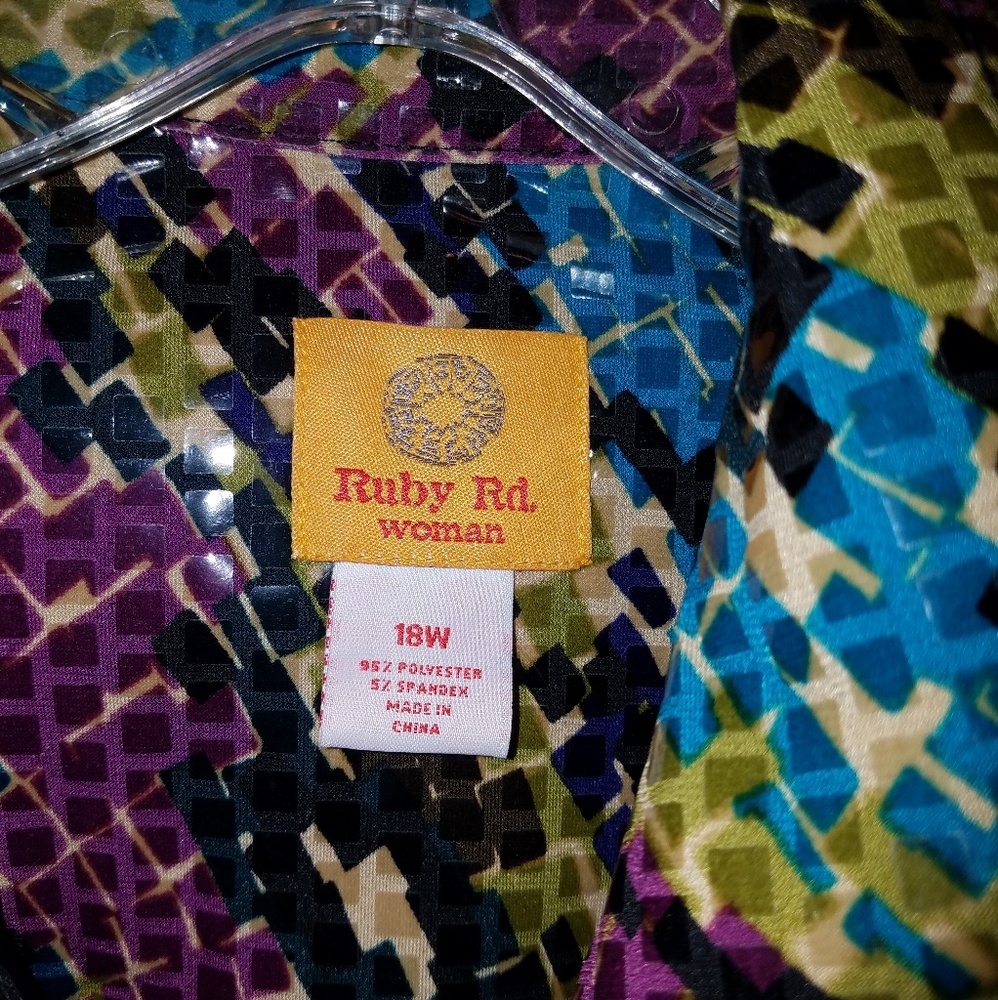 Ruby Rd.
woman
18W
95% POLYESTER
5% SPANDEX
MADE IN
CHINA